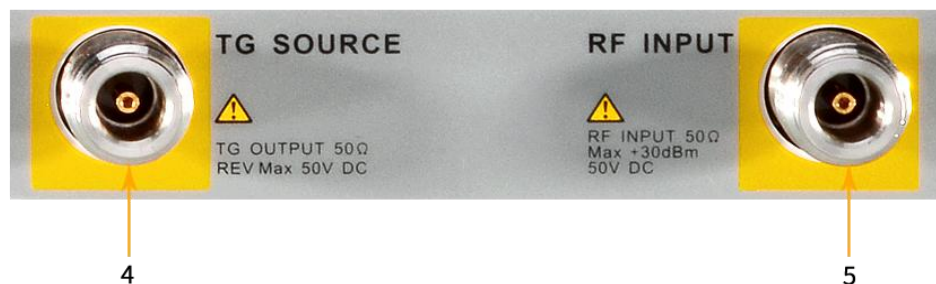 TG SOURCE
TG OUTPUT 50Ω
REV Max 50V DC
RF INPUT
RF INPUT 50Ω
Max +30dBm
50V DC
4
5